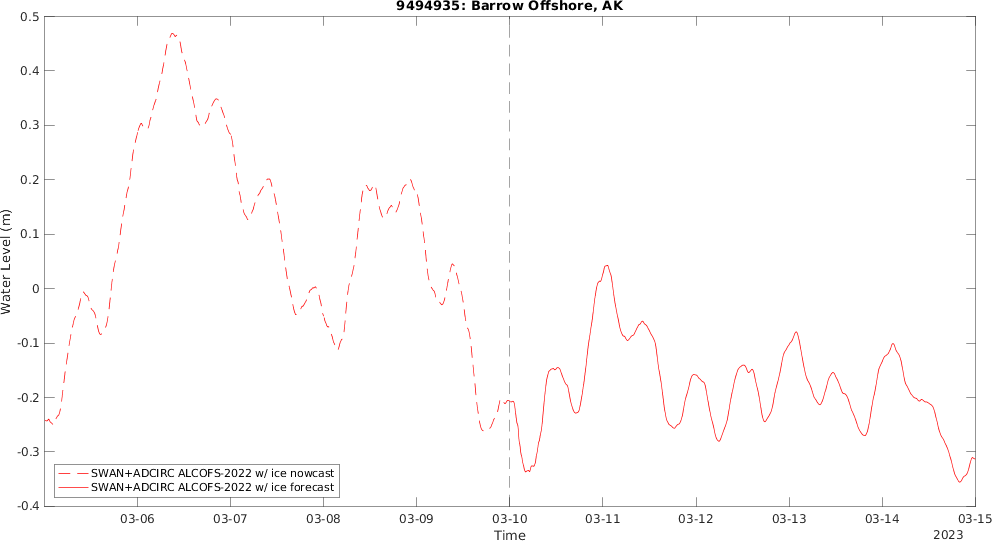 9494935: Barrow Offshore, AK
0.5
0.4
0.3
0.2
0.1
0
-0.1
-0.2
-0.3
-0.4
Water Level (m)
SWAN+ADCIRC ALCOFS-2022 w/ ice nowcast
SWAN+ADCIRC ALCOFS-2022 w/ ice forecast
03-06 03-07 03-08 03-09 03-10 03-11 03-12 03-13 03-14 03-15
Time
2023